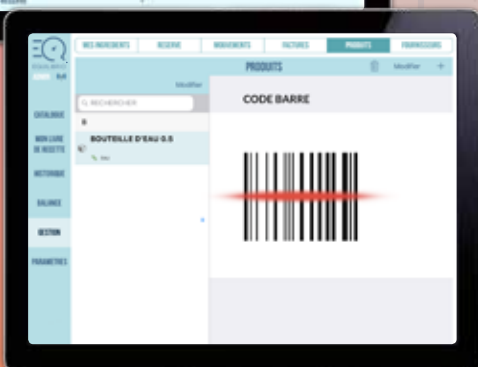 MES INGREDIENTS
RESERVE
MOUVEMENTS
FACTURES
PRODUITS
FOURNISSEURS
PRODUITS
Modifier
+
Modifier
RECHERCHER
CODE BARRE
B
BOUTEILLE D'EAU 0.5
CATALOGUE
MON LIVRE
DE RECETTE
HISTORIQUE
BALANCE
GESTION
PARAMETRES